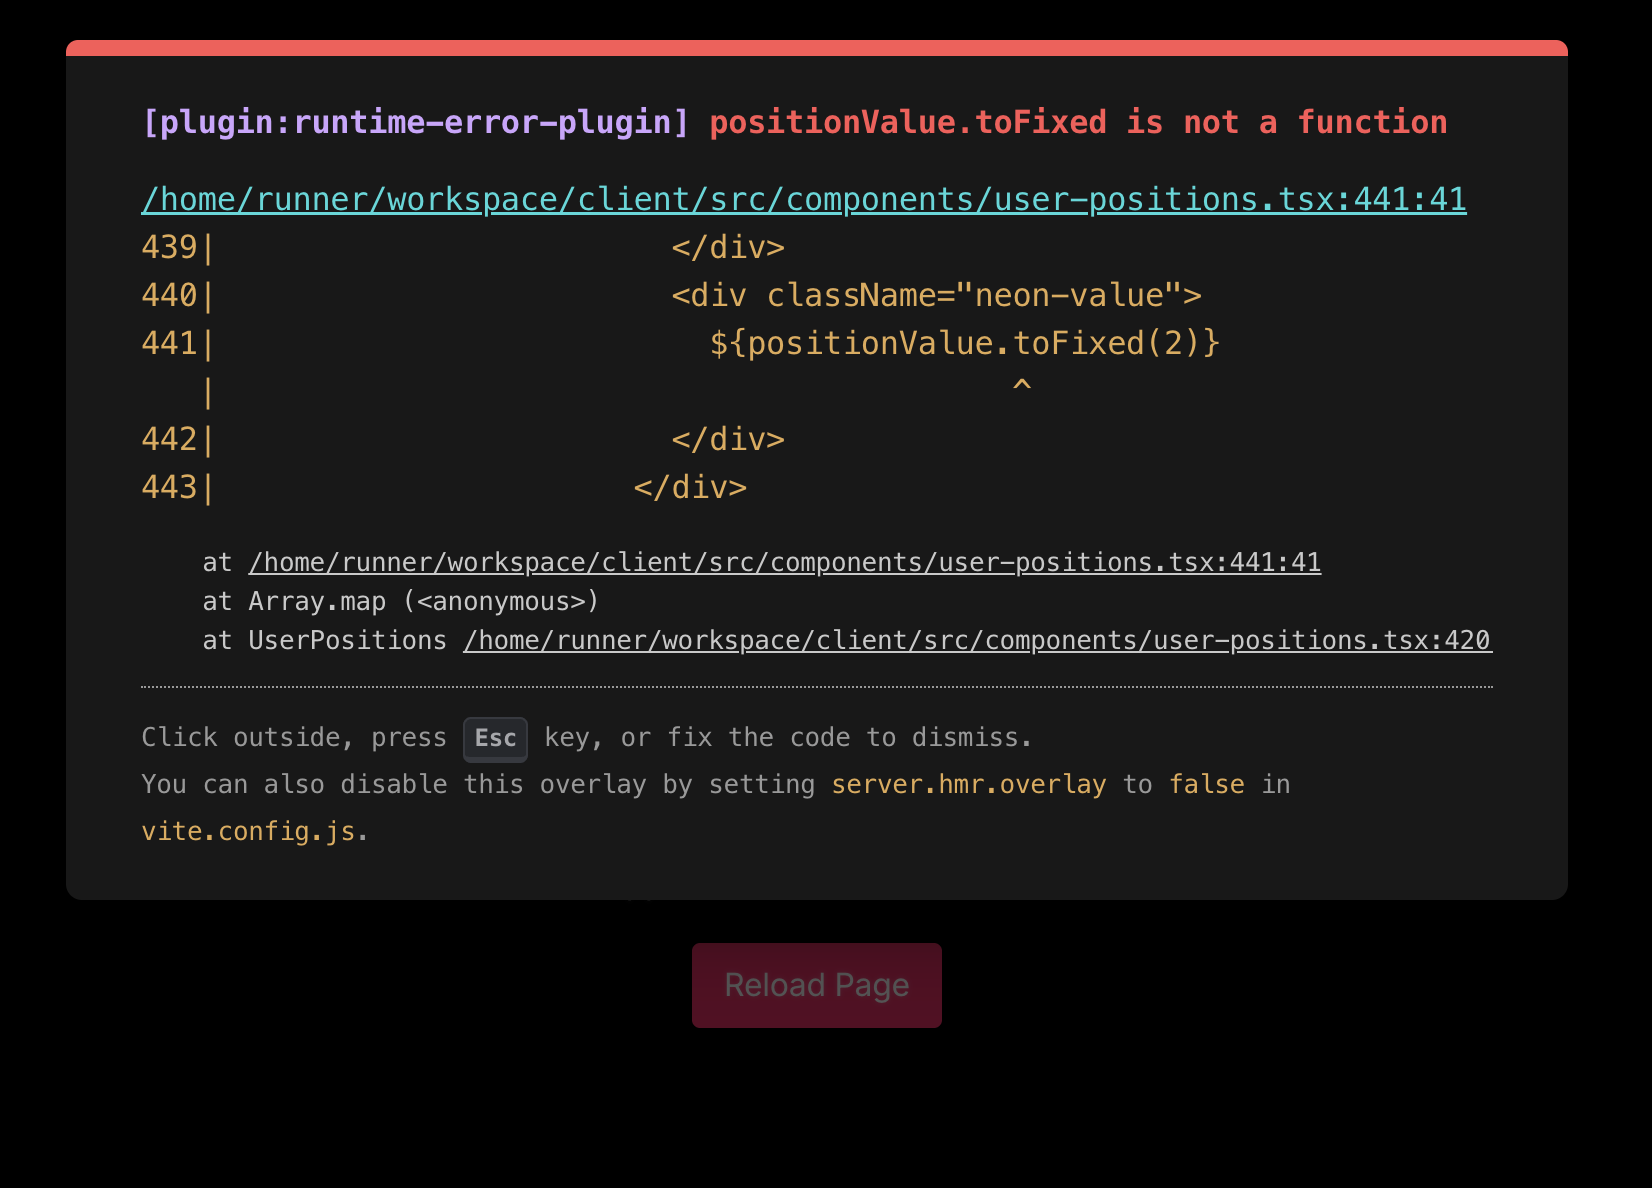 [plugin:runtime-error-plugin] positionValue.toFixed is not a function
/home/runner/workspace/client/src/components/user-positions.tsx:441:41
439|                        </div>
440|                        <div className="neon-value">
441|                          ${positionValue.toFixed(2)}
   |                                          ^
442|                        </div>
443|                      </div>
    at /home/runner/workspace/client/src/components/user-positions.tsx:441:41
    at Array.map (<anonymous>)
    at UserPositions /home/runner/workspace/client/src/components/user-positions.tsx:420
Click outside, press Esc key, or fix the code to dismiss.
You can also disable this overlay by setting server.hmr.overlay to false in
vite.config.js.
Reload Page